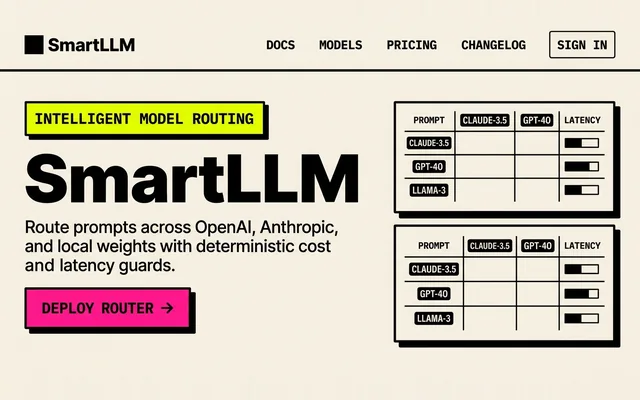 SmartLLM
DOCS MODELS PRICING CHANGELOG SIGN IN
INTELLIGENT MODEL ROUTING
SmartLLM
Route prompts across OpenAI, Anthropic,
and local weights with deterministic cost
and latency guards.
DEPLOY ROUTER →
PROMPT CLAUDE-3.5 GPT-4O LATENCY
CLAUDE-3.5
GPT-4O
LLAMA-3
PROMPT CLAUDE-3.5 GPT-4O LATENCY
CLAUDE-3.5
GPT-4O
LLAMA-3